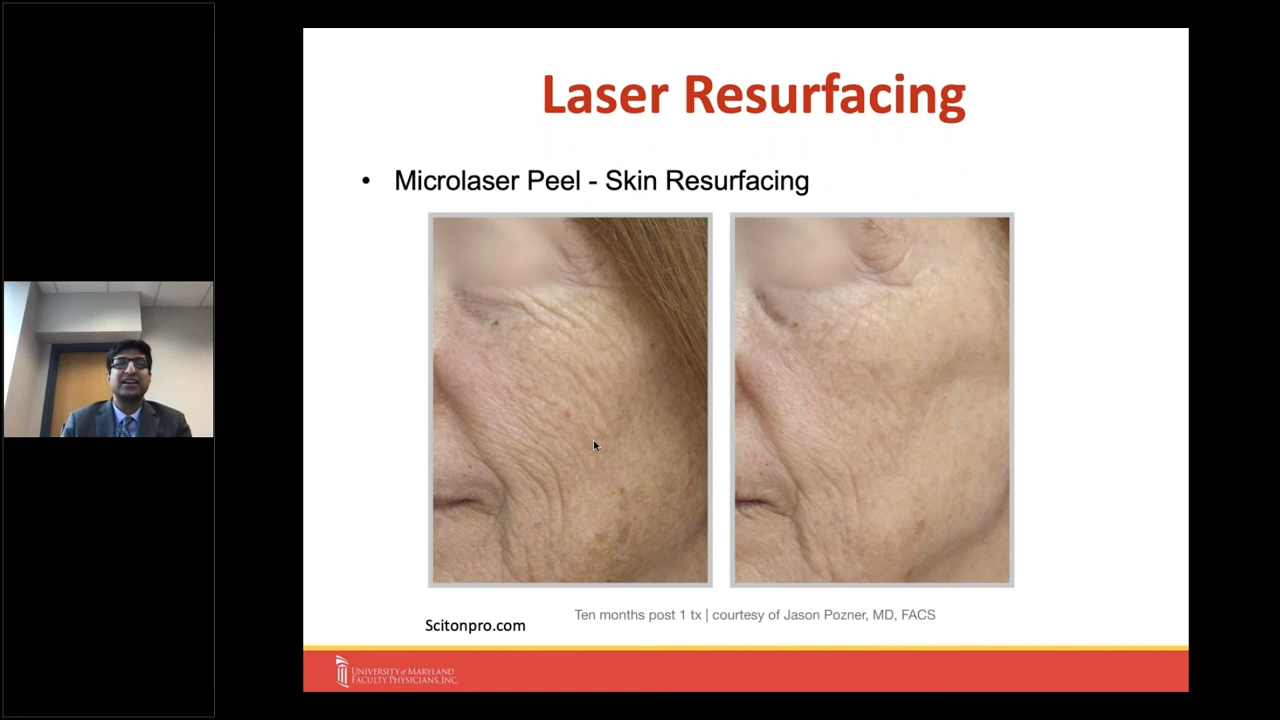 Laser Resurfacing
• Microlaser Peel - Skin Resurfacing
Ten months post 1 tx | courtesy of Jason Pozner, MD, FACS
Scitonpro.com
UNIVERSITY of MARYLAND
FACULTY PHYSICIANS, INC.